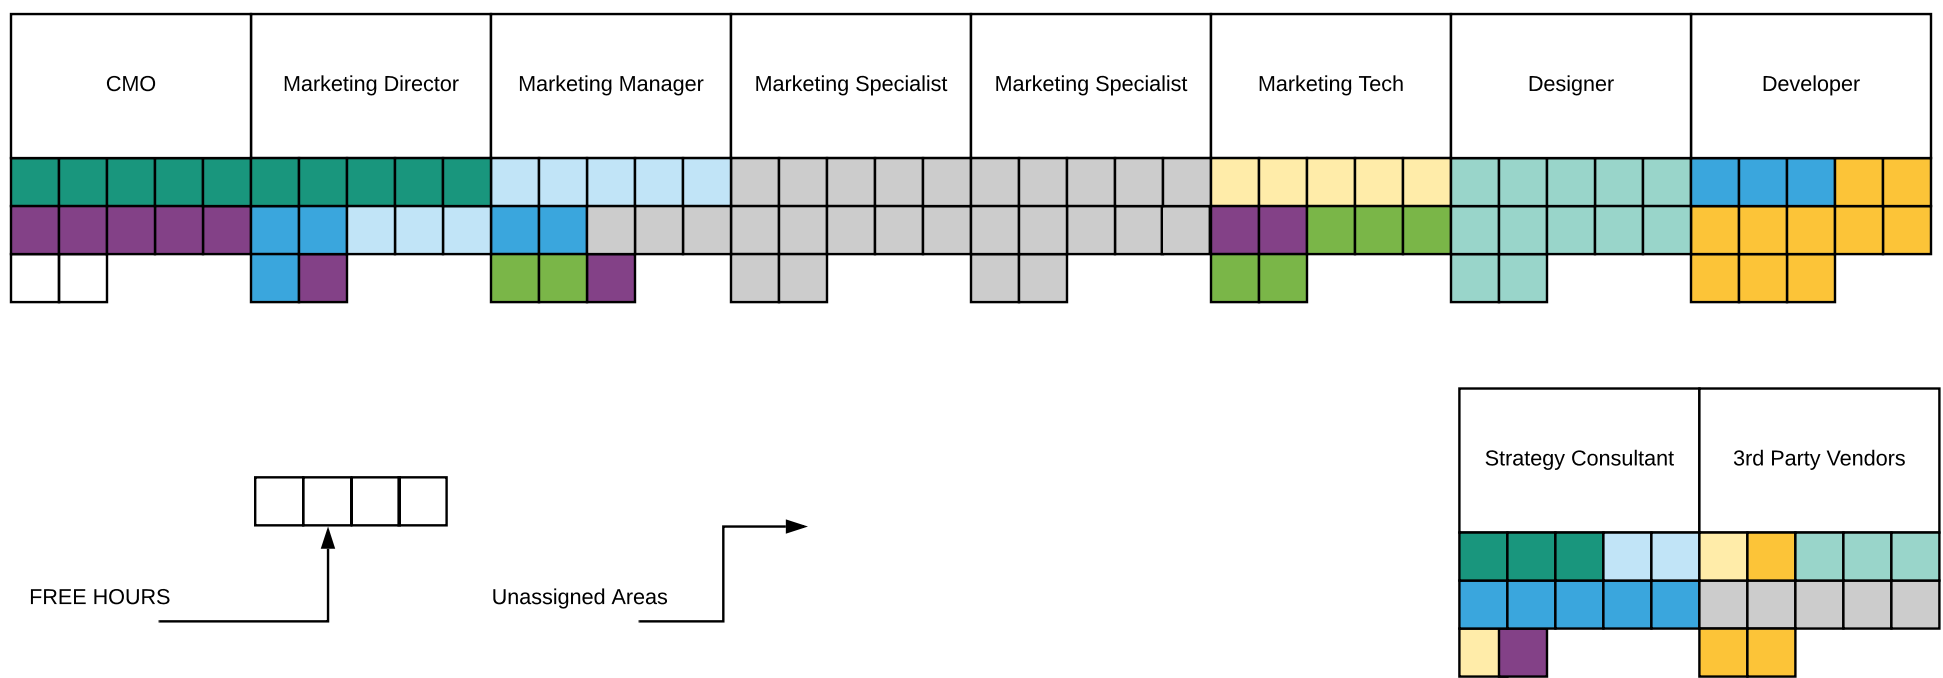 CMO
Marketing Director
Marketing Manager
Marketing Specialist
Marketing Specialist
Marketing Tech
Designer
Developer
Strategy Consultant
3rd Party Vendors
FREE HOURS
Unassigned Areas